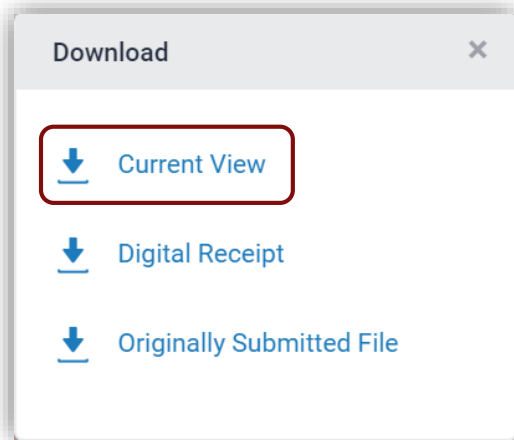 Download
Current View
Digital Receipt
Originally Submitted File